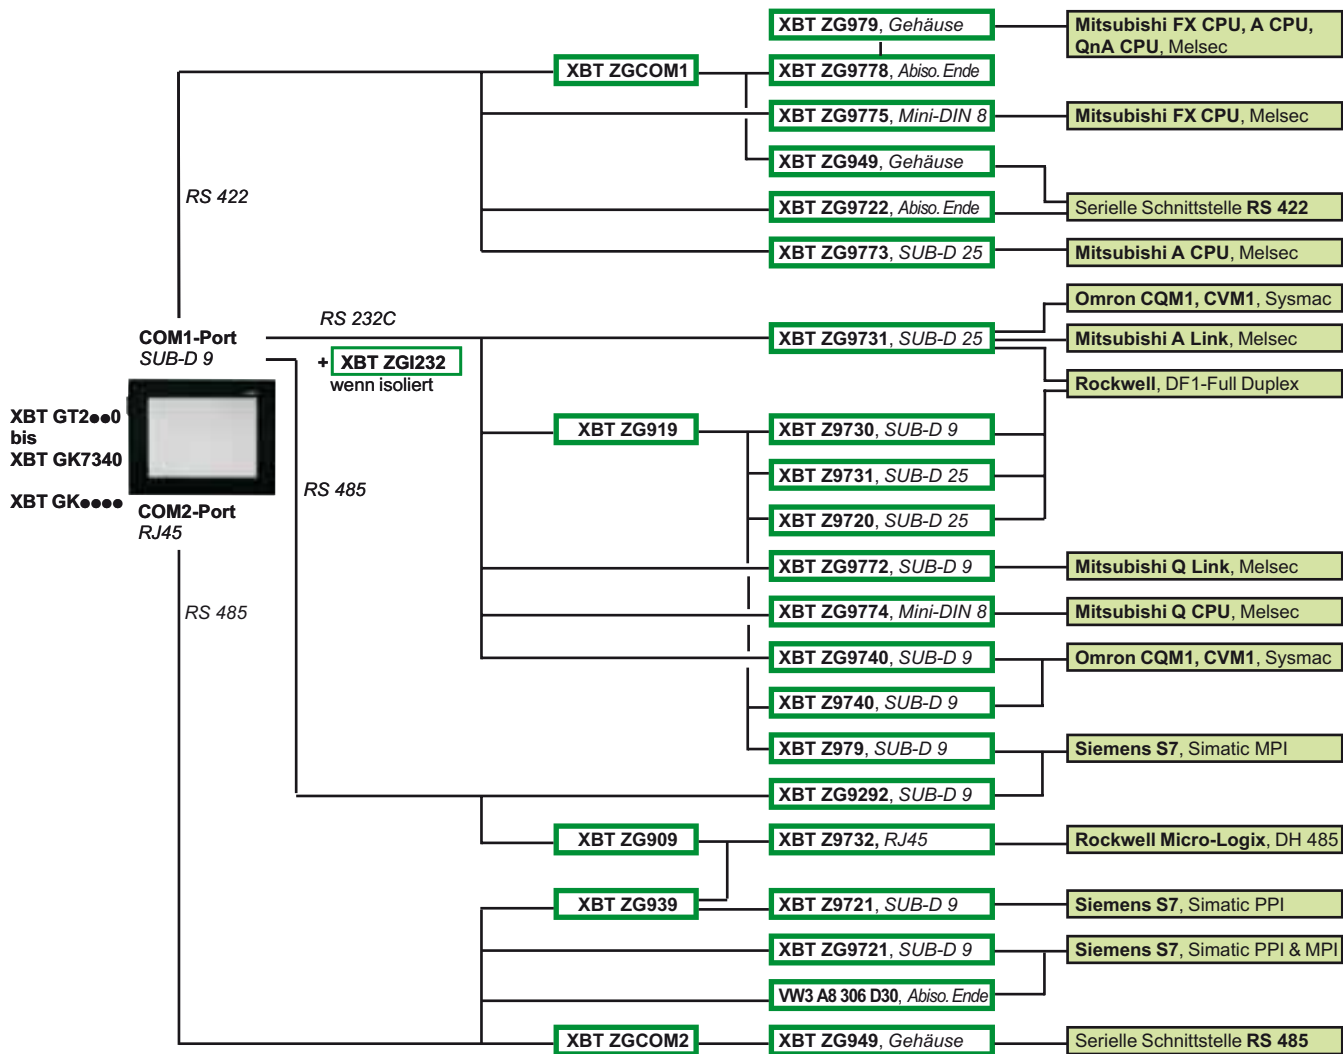 XBT ZG979, Gehäuse
Mitsubishi FX CPU, A CPU,
QnA CPU, Melsec
XBT ZGCOM1
XBT ZG9778, Abiso. Ende
XBT ZG9775, Mini-DIN 8
Mitsubishi FX CPU, Melsec
XBT ZG949, Gehäuse
RS 422
XBT ZG9722, Abiso. Ende
Serielle Schnittstelle RS 422
XBT ZG9773, SUB-D 25
Mitsubishi A CPU, Melsec
Omron CQM1, CVM1, Sysmac
RS 232C
COM1-Port
SUB-D 9
XBT ZG9731, SUB-D 25
Mitsubishi A Link, Melsec
+ XBT ZGI232
wenn isoliert
Rockwell, DF1-Full Duplex
XBT GT2●●0
bis
XBT GK7340
XBT ZG919
XBT Z9730, SUB-D 9
XBT Z9731, SUB-D 25
RS 485
XBT GK●●●●
COM2-Port
RJ45
XBT Z9720, SUB-D 25
XBT ZG9772, SUB-D 9
Mitsubishi Q Link, Melsec
RS 485
XBT ZG9774, Mini-DIN 8
Mitsubishi Q CPU, Melsec
XBT ZG9740, SUB-D 9
Omron CQM1, CVM1, Sysmac
XBT Z9740, SUB-D 9
XBT Z979, SUB-D 9
Siemens S7, Simatic MPI
XBT ZG9292, SUB-D 9
XBT ZG909
XBT Z9732, RJ45
Rockwell Micro-Logix, DH 485
XBT ZG939
XBT Z9721, SUB-D 9
Siemens S7, Simatic PPI
XBT ZG9721, SUB-D 9
Siemens S7, Simatic PPI & MPI
VW3 A8 306 D30, Abiso. Ende
XBT ZGCOM2
XBT ZG949, Gehäuse
Serielle Schnittstelle RS 485